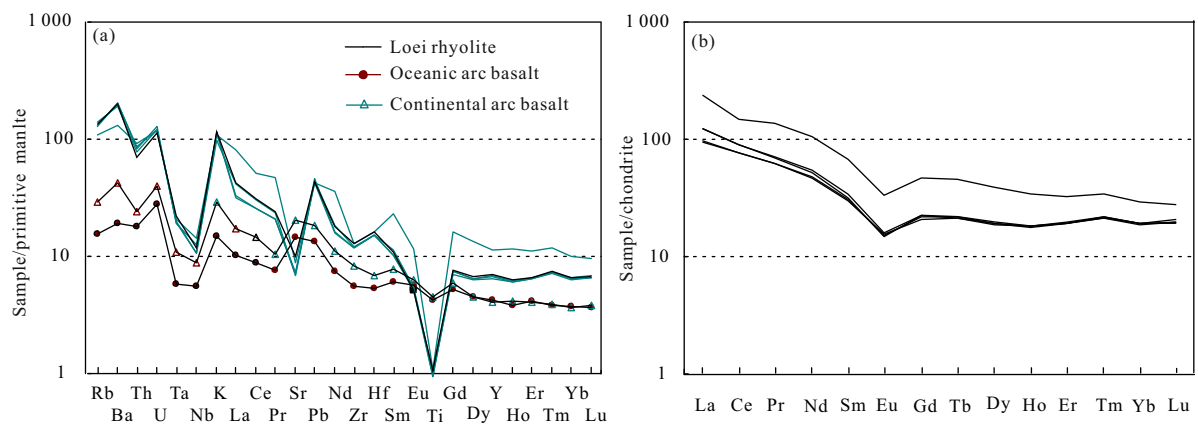 1 000
(a)
Loei rhyolite
Oceanic arc basalt
Continental arc basalt
100
10
1
Sample/primitive manlte
Rb Th Ta K Ce Sr Nd Hf Eu Gd Y Er Yb
Ba U Nb La Pr Pb Zr Sm Ti Dy Ho Tm Lu
1 000
(b)
100
10
1
Sample/chondrite
La Ce Pr Nd Sm Eu Gd Tb Dy Ho Er Tm Yb Lu